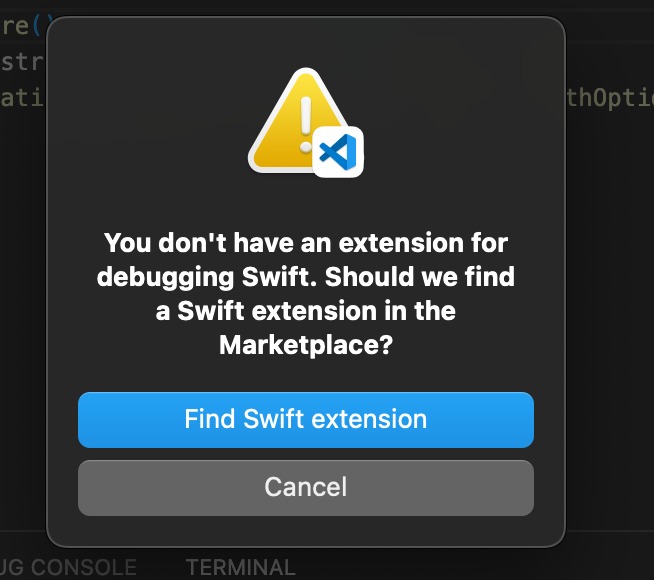 re()
str
ati thOpti
You don't have an extension for
debugging Swift. Should we find
a Swift extension in the
Marketplace?
Find Swift extension
Cancel
UG CONSOLE TERMINAL